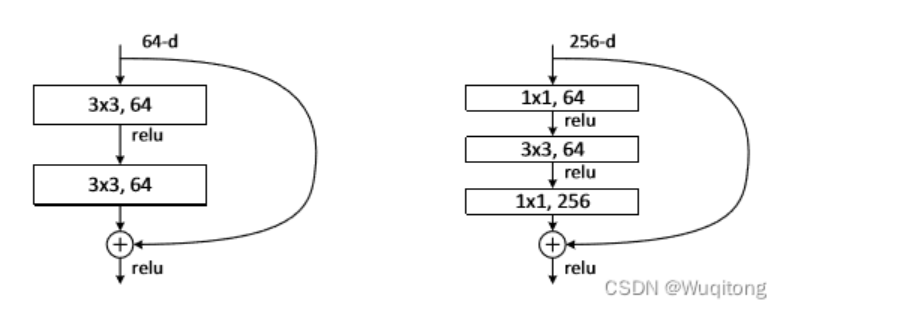 64-d
3x3, 64
relu
3x3, 64
relu
256-d
1x1, 64
relu
3x3, 64
relu
1x1, 256
relu
CSDN @Wuqitong